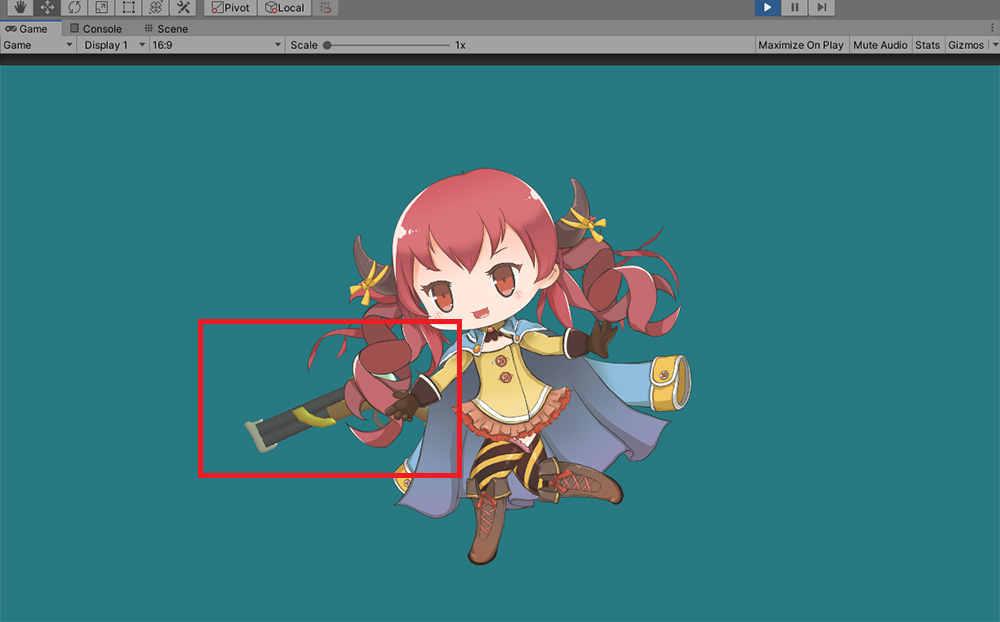 Pivot Local
Game Console Scene
Game Display 1 16:9 Scale 1x Maximize On Play Mute Audio Stats Gizmos